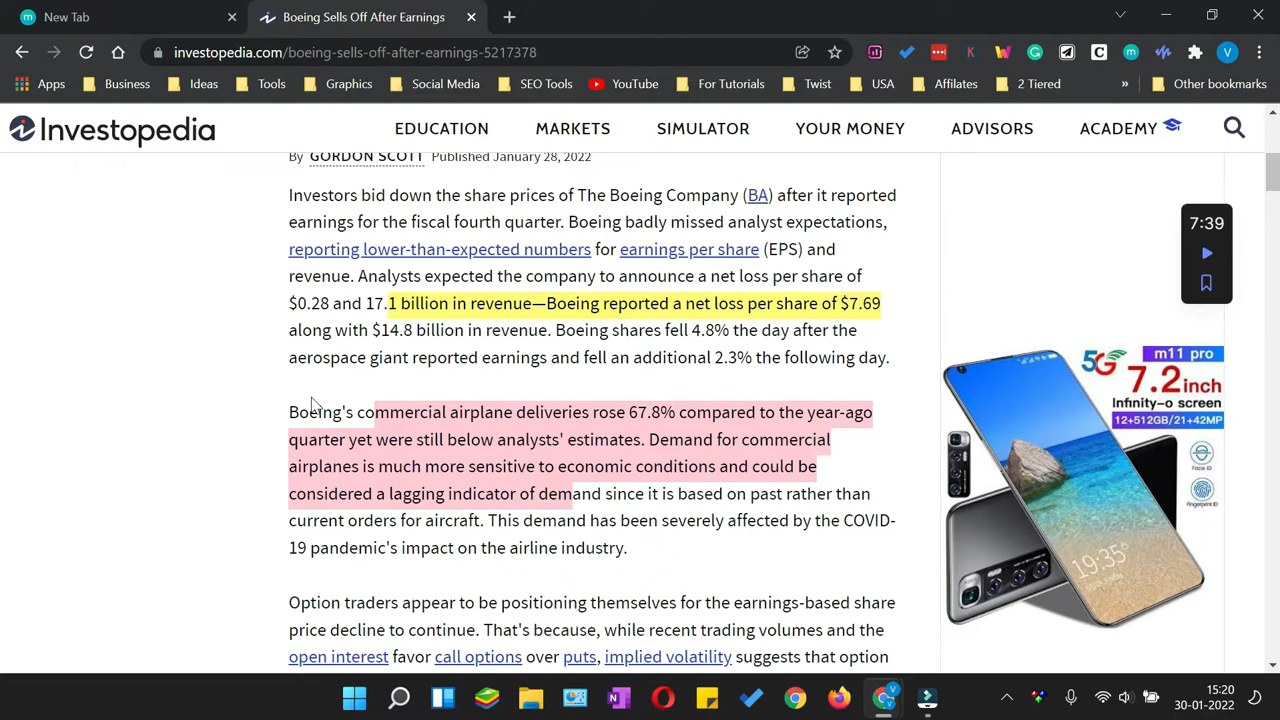 New Tab
Boeing Sells Off After Earnings
investopedia.com/boeing-sells-off-after-earnings-5217378
Apps Business Ideas Tools Graphics Social Media SEO Tools YouTube For Tutorials Twist USA Affilates 2 Tiered » Other bookmarks
Investopedia EDUCATION MARKETS SIMULATOR YOUR MONEY ADVISORS ACADEMY
By GORDON SCOTT Published January 28, 2022
Investors bid down the share prices of The Boeing Company (BA) after it reported
earnings for the fiscal fourth quarter. Boeing badly missed analyst expectations,
reporting lower-than-expected numbers for earnings per share (EPS) and
revenue. Analysts expected the company to announce a net loss per share of
$0.28 and 17.1 billion in revenue—Boeing reported a net loss per share of $7.69
along with $14.8 billion in revenue. Boeing shares fell 4.8% the day after the
aerospace giant reported earnings and fell an additional 2.3% the following day.
Boeing's commercial airplane deliveries rose 67.8% compared to the year-ago
quarter yet were still below analysts' estimates. Demand for commercial
airplanes is much more sensitive to economic conditions and could be
considered a lagging indicator of demand since it is based on past rather than
current orders for aircraft. This demand has been severely affected by the COVID-
19 pandemic's impact on the airline industry.
Option traders appear to be positioning themselves for the earnings-based share
price decline to continue. That's because, while recent trading volumes and the
open interest favor call options over puts, implied volatility suggests that option
7:39
5G m11 pro
7.2inch
Infinity-o screen
12+512GB/21+42MP
Face ID
Fingerprint ID
19:35
15:20
30-01-2022